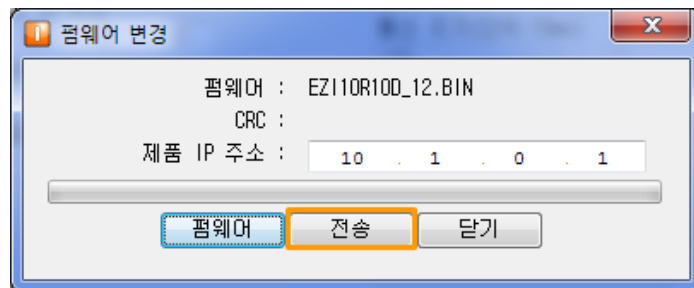 펌웨어 변경
펌웨어 : EZI10R10D_12.BIN
CRC :
제품 IP 주소 : 10 . 1 . 0 . 1
펌웨어 전송 닫기